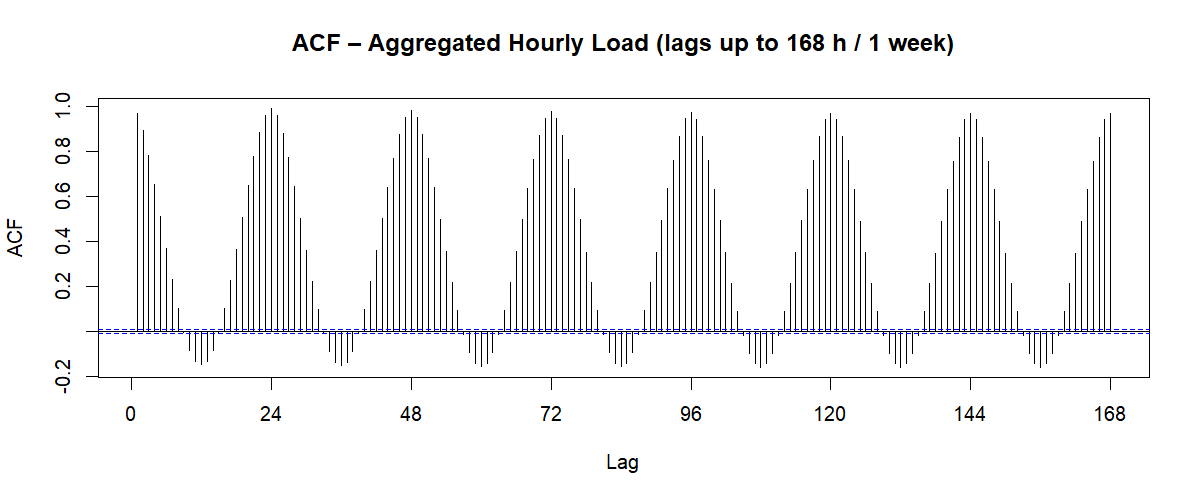 ACF – Aggregated Hourly Load (lags up to 168 h / 1 week)
ACF
1.0
0.8
0.6
0.4
0.2
-0.2
0 24 48 72 96 120 144 168
Lag